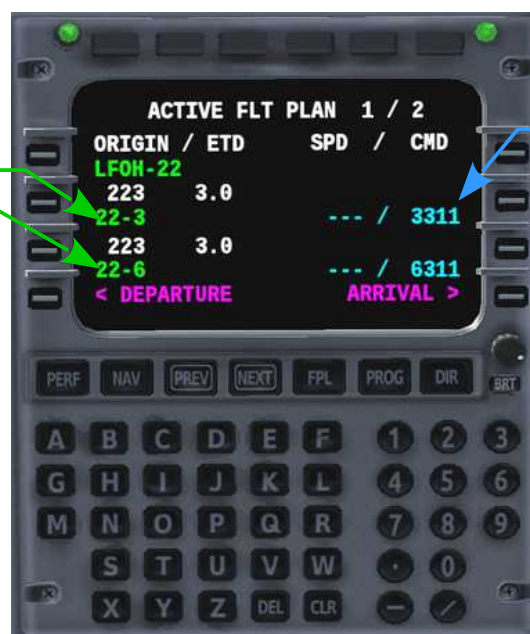 ACTIVE FLT PLAN 1 / 2
ORIGIN / ETD SPD / CMD
LFOH-22
223 3.0
22-3 --- / 3311
223 3.0
22-6 --- / 6311
< DEPARTURE ARRIVAL >
PERF NAV PREV NEXT FPL PROG DIR BRT
A B C D E F 1 2 3
G H I J K L 4 5 6
M N O P Q R 7 8 9
S T U V W · 0
X Y Z DEL CLR - /